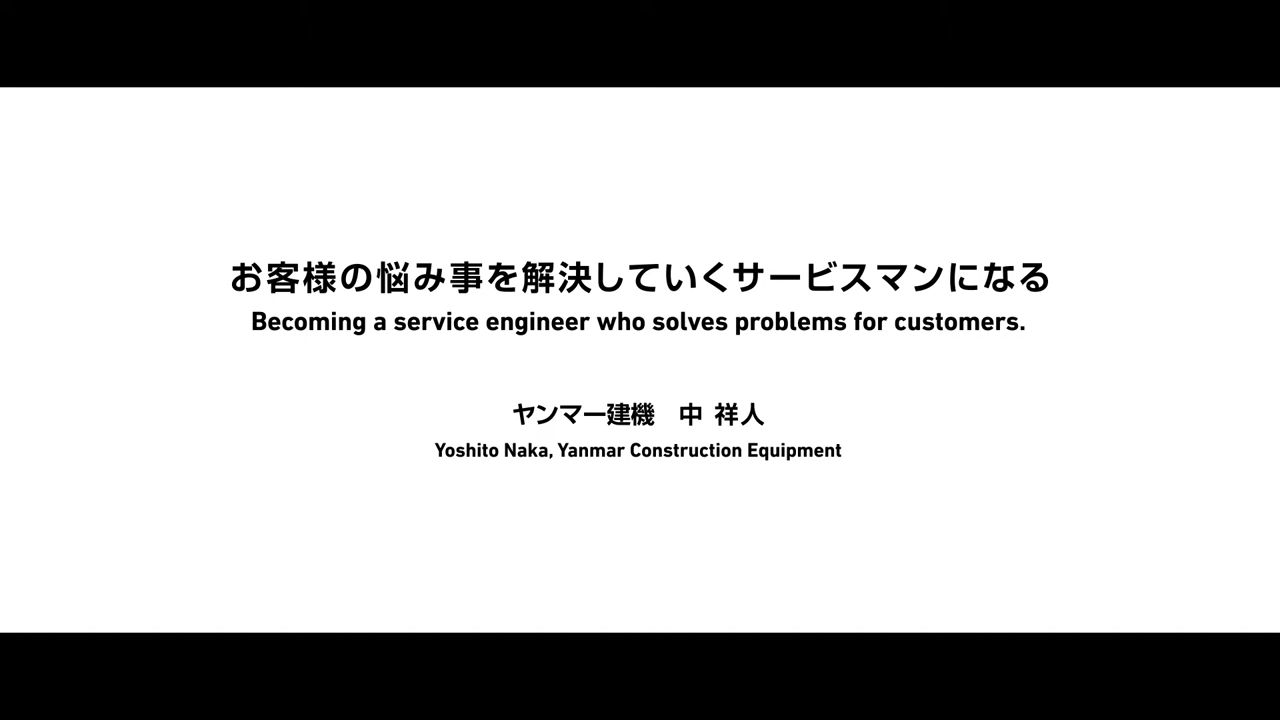 お客様の悩み事を解決していくサービスマンになる
Becoming a service engineer who solves problems for customers.
ヤンマー建機　中 祥人
Yoshito Naka, Yanmar Construction Equipment